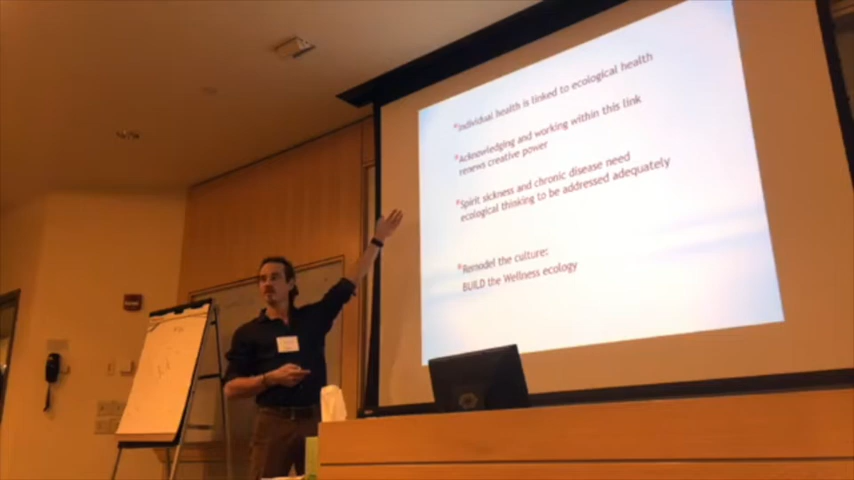 *Individual health is linked to ecological health
*Acknowledging and working within this link
renews creative power
*Spirit sickness and chronic disease need
ecological thinking to be addressed adequately
*Remodel the culture:
BUILD the Wellness ecology